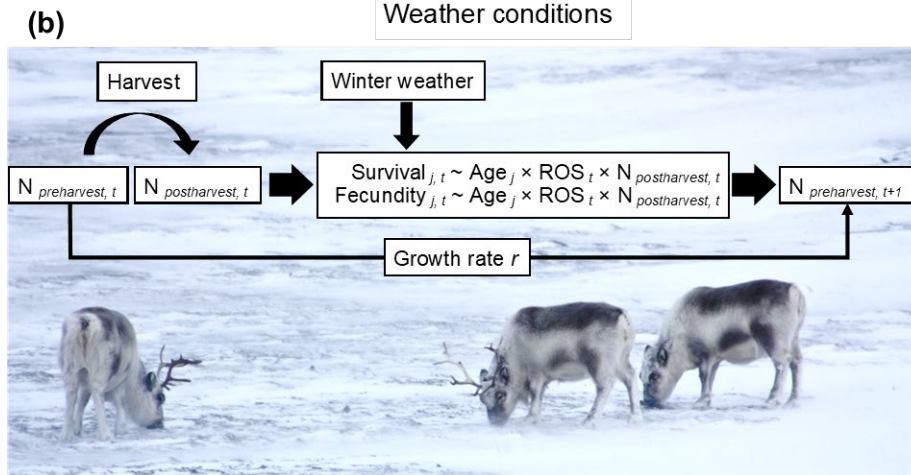 Weather conditions
(b)
Harvest
Winter weather
N preharvest, t
N postharvest, t
Survival j, t ~ Age j × ROS t × N postharvest, t
Fecundity j, t ~ Age j × ROS t × N postharvest, t
N preharvest, t+1
Growth rate r